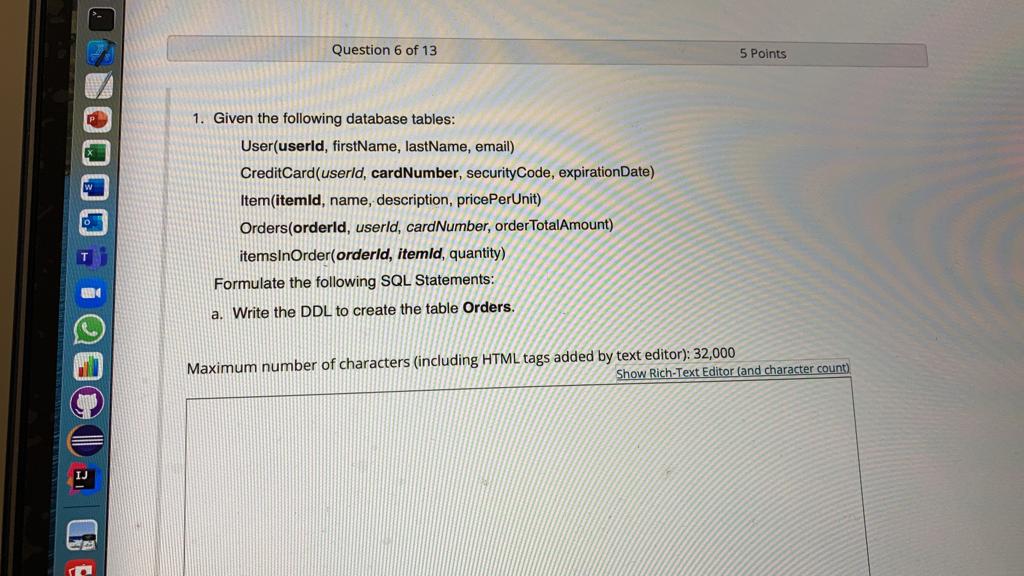 Question 6 of 13
5 Points
1. Given the following database tables:
User(userId, firstName, lastName, email)
CreditCard(userId, cardNumber, securityCode, expirationDate)
Item(itemId, name, description, pricePerUnit)
Orders(orderId, userId, cardNumber, orderTotalAmount)
itemsInOrder(orderId, itemId, quantity)
Formulate the following SQL Statements:
a. Write the DDL to create the table Orders.
Maximum number of characters (including HTML tags added by text editor): 32,000
Show Rich-Text Editor (and character count)
>_
P
X
W
O
T
IJ